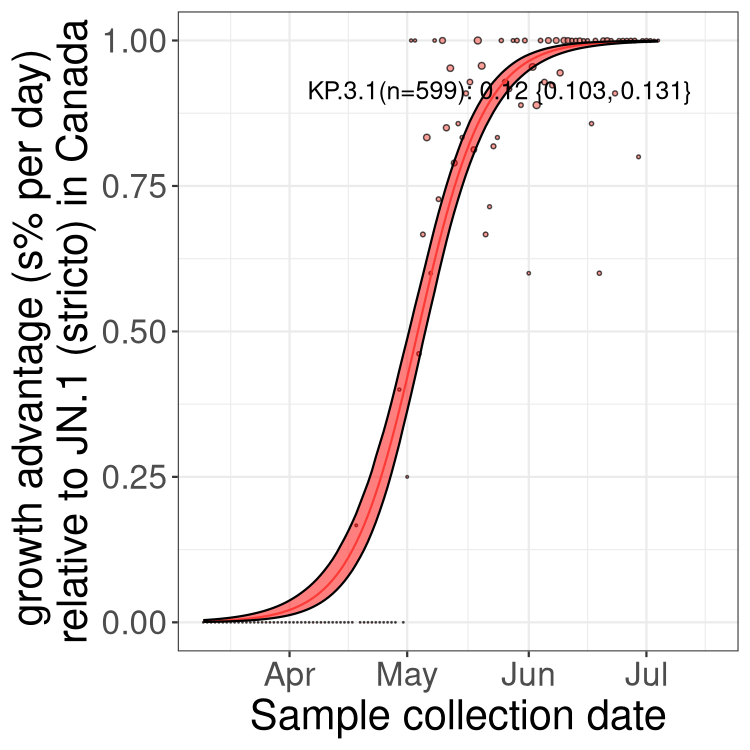 growth advantage (s% per day)
relative to JN.1 (stricto) in Canada
1.00
0.75
0.50
0.25
0.00
KP.3.1(n=599): 0.12 {0.103, 0.131}
Apr May Jun Jul
Sample collection date